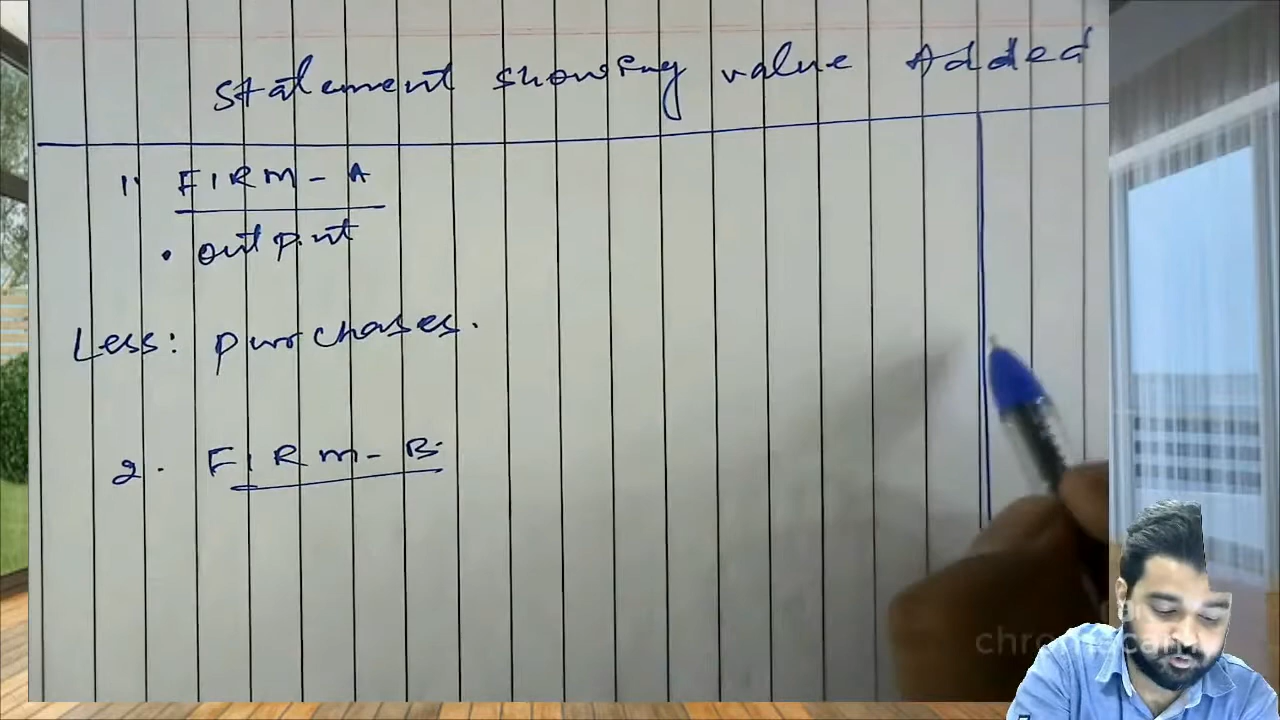 Statement showing value Added
1) FIRM - A
• output
Less: purchases.
2. FIRM - B